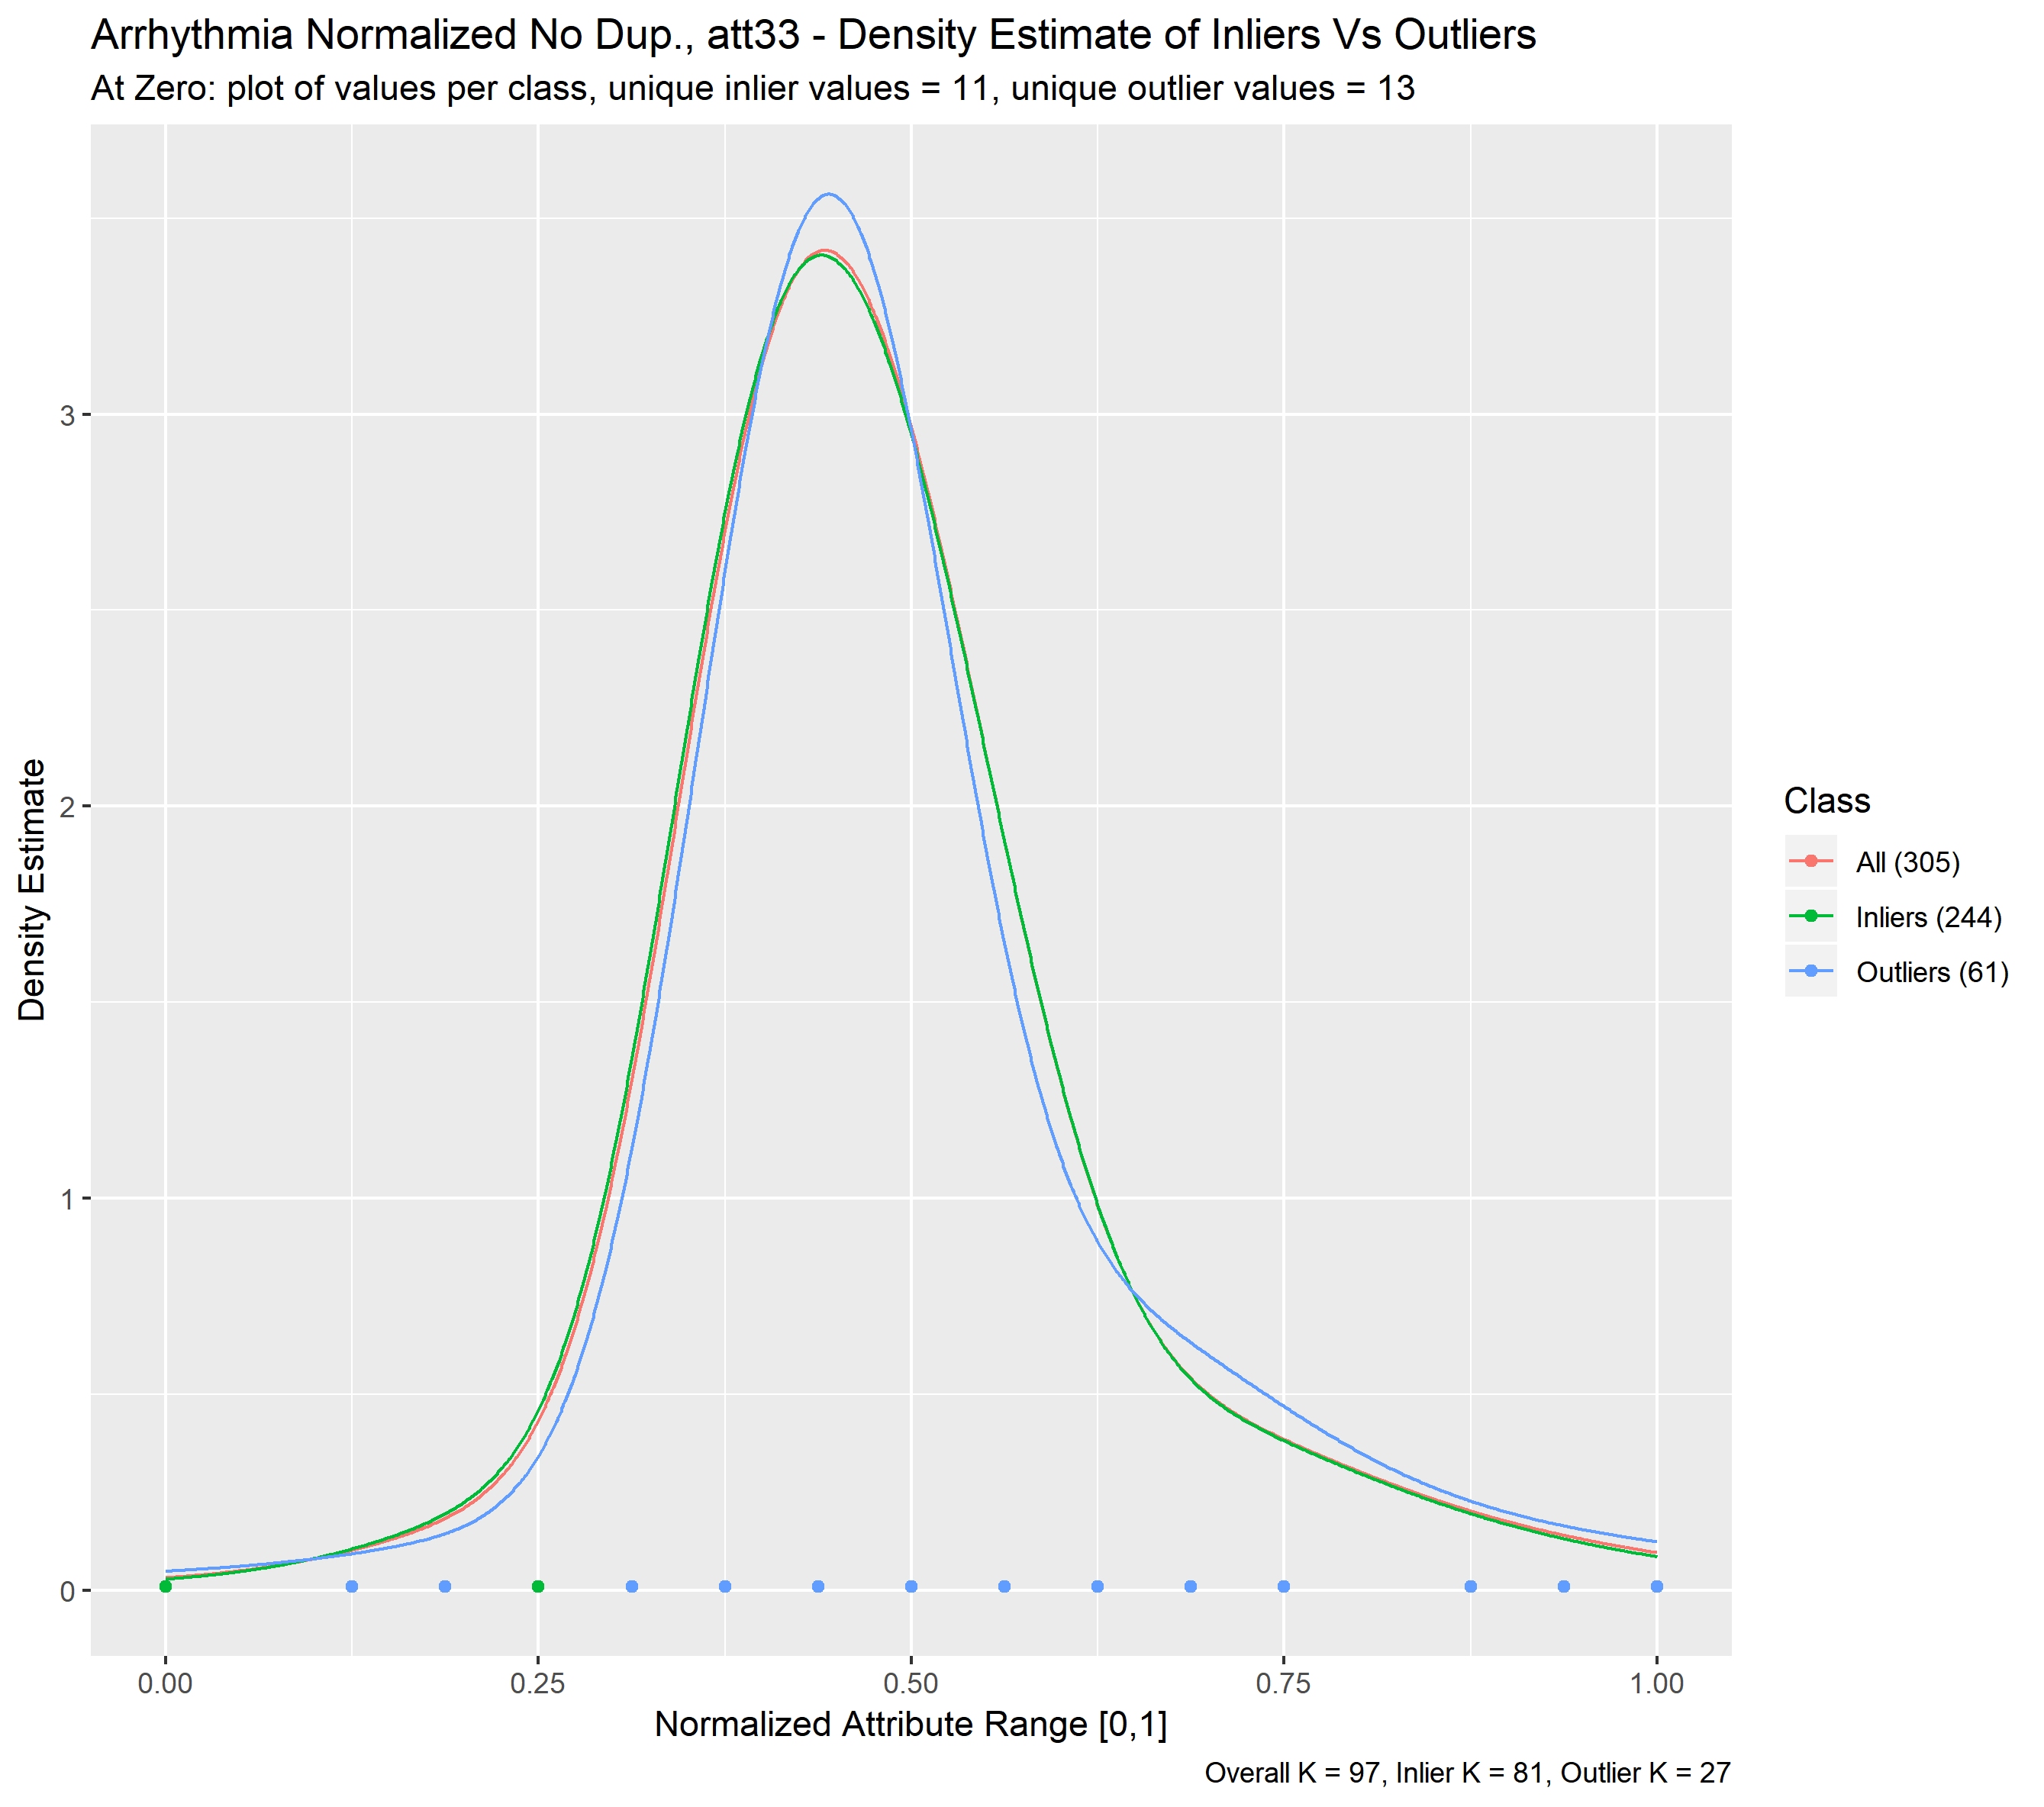 Arrhythmia Normalized No Dup., att33 - Density Estimate of Inliers Vs Outliers
At Zero: plot of values per class, unique inlier values = 11, unique outlier values = 13
Density Estimate
3
2
1
0
0.00
0.25
0.50
0.75
1.00
Normalized Attribute Range [0,1]
Class
All (305)
Inliers (244)
Outliers (61)
Overall K = 97, Inlier K = 81, Outlier K = 27